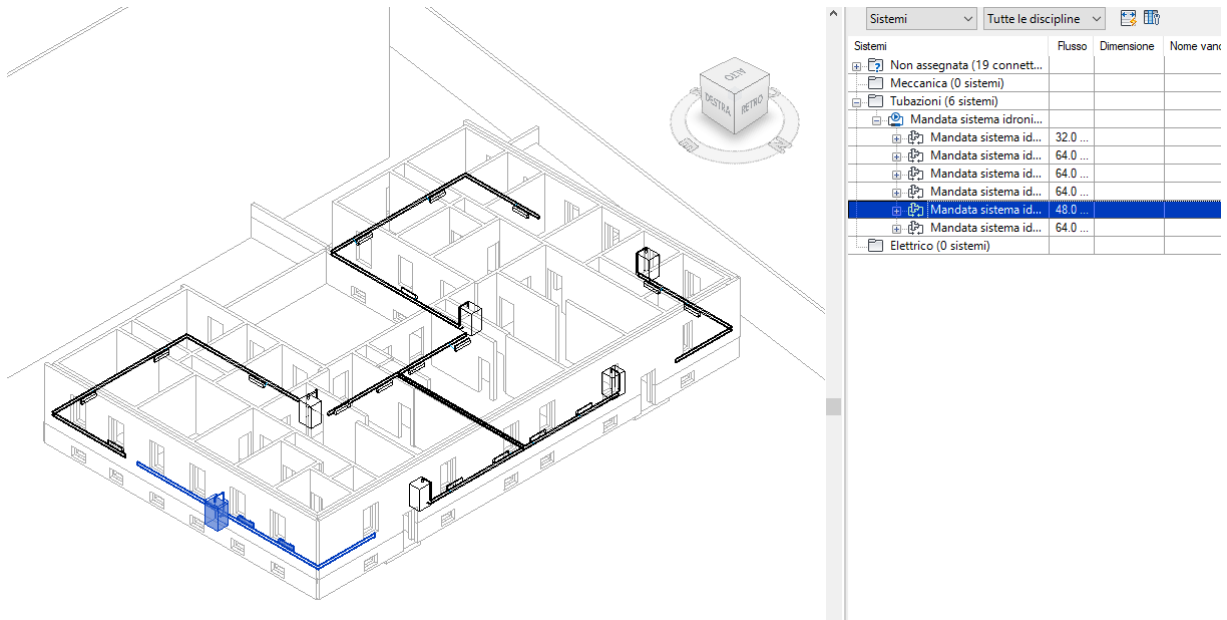 Sistemi Tutte le discipline
Sistemi Flusso Dimensione Nome vano
Non assegnata (19 connett...
Meccanica (0 sistemi)
Tubazioni (6 sistemi)
Mandata sistema idroni...
Mandata sistema id... 32.0 ...
Mandata sistema id... 64.0 ...
Mandata sistema id... 64.0 ...
Mandata sistema id... 64.0 ...
Mandata sistema id... 48.0 ...
Mandata sistema id... 64.0 ...
Elettrico (0 sistemi)
ALTO
DESTRA RETRO